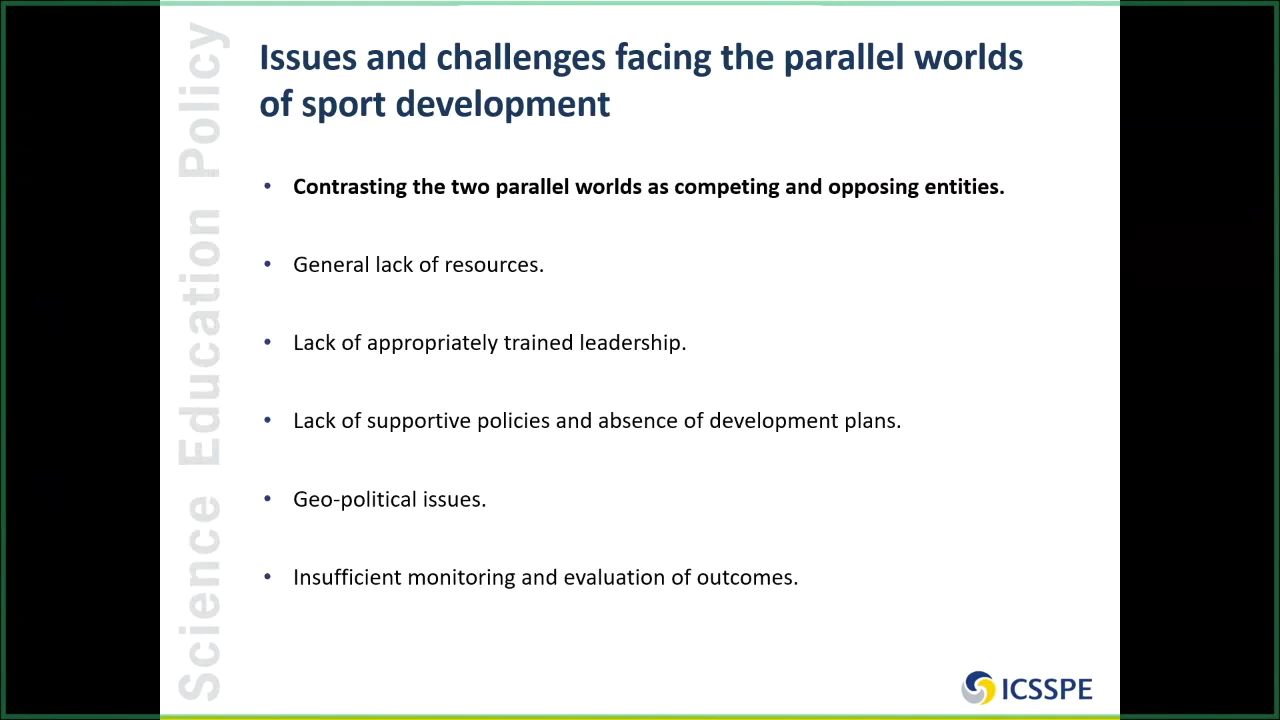 Science Education Policy
Issues and challenges facing the parallel worlds
of sport development
• Contrasting the two parallel worlds as competing and opposing entities.
• General lack of resources.
• Lack of appropriately trained leadership.
• Lack of supportive policies and absence of development plans.
• Geo-political issues.
• Insufficient monitoring and evaluation of outcomes.
ICSSPE